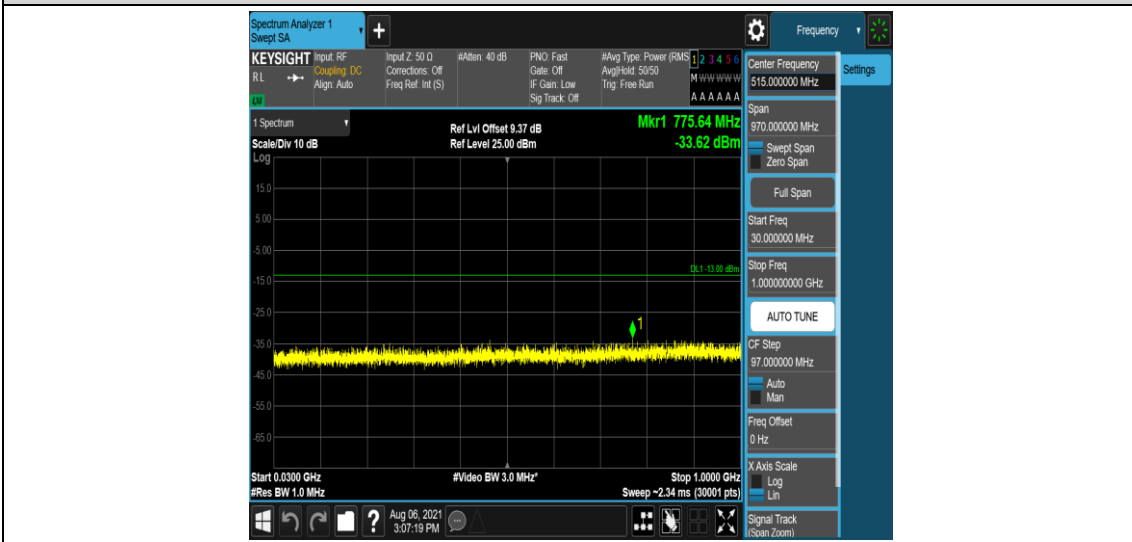 Spectrum Analyzer 1
Swept SA
+
Frequency
KEYSIGHT
RL
LXI
Input: RF
Coupling: DC
Align: Auto
Input Z: 50 Ω
Corrections: Off
Freq Ref: Int (S)
#Atten: 40 dB
PNO: Fast
Gate: Off
IF Gain: Low
Sig Track: Off
#Avg Type: Power (RMS
Avg|Hold: 50/50
Trig: Free Run
1 2 3 4 5 6
M W W W W W
A A A A A A
1 Spectrum
Scale/Div 10 dB
Log
Ref Lvl Offset 9.37 dB
Ref Level 25.00 dBm
Mkr1 775.64 MHz
-33.62 dBm
15.0
5.00
-5.00
-15.0
-25.0
-35.0
-45.0
-55.0
-65.0
DL1 -13.00 dBm
1
Start 0.0300 GHz
#Res BW 1.0 MHz
#Video BW 3.0 MHz*
Stop 1.0000 GHz
Sweep ~2.34 ms (30001 pts)
?
Aug 06, 2021
3:07:19 PM
Center Frequency
515.000000 MHz
Settings
Span
970.000000 MHz
Swept Span
Zero Span
Full Span
Start Freq
30.000000 MHz
Stop Freq
1.000000000 GHz
AUTO TUNE
CF Step
97.000000 MHz
Auto
Man
Freq Offset
0 Hz
X Axis Scale
Log
Lin
Signal Track
(Span Zoom)